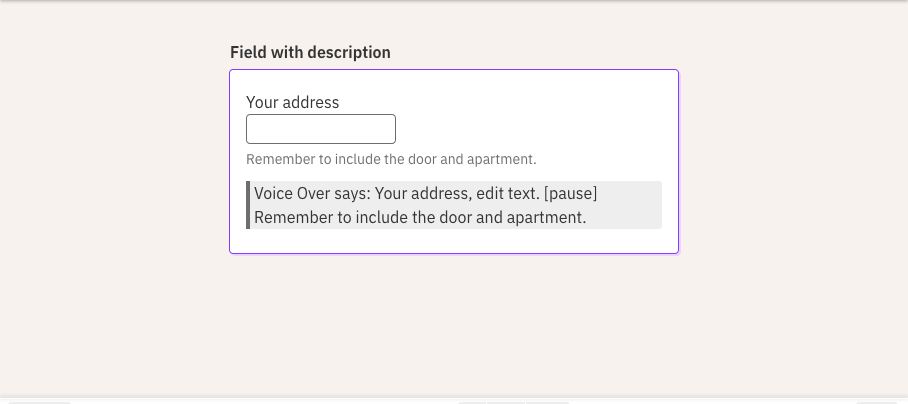 Field with description
Your address
Remember to include the door and apartment.
Voice Over says: Your address, edit text. [pause]
Remember to include the door and apartment.